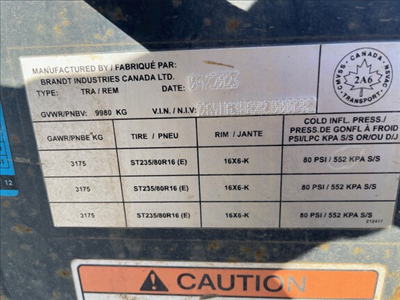 MANUFACTURED BY / FABRIQUÉ PAR:
BRANDT INDUSTRIES CANADA LTD.
TYPE: TRA / REM DATE:
GVWR/PNBV: 9980 KG V.I.N. / N.I.V:
CANADA
2A6
TRANSPORT
GAWR/PNBE KG TIRE / PNEU RIM / JANTE COLD INFL. PRESS./
PRESS.DE GONFL À FROID
PSI/LPC KPA S/S OR/OU D/J
3175 ST235/80R16 (E) 16X6-K 80 PSI / 552 KPA S/S
3175 ST235/80R16 (E) 16X6-K 80 PSI / 552 KPA S/S
3175 ST235/80R16 (E) 16X6-K 80 PSI / 552 KPA S/S
12
CAUTION